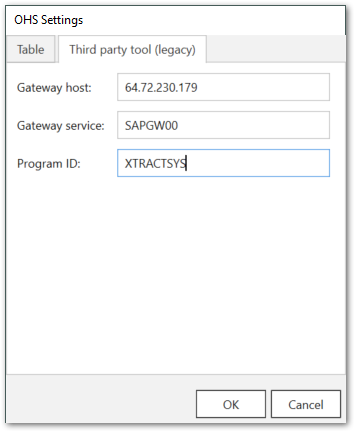 OHS Settings
Table Third party tool (legacy)
Gateway host: 64.72.230.179
Gateway service: SAPGW00
Program ID: XTRACTSYS
OK Cancel